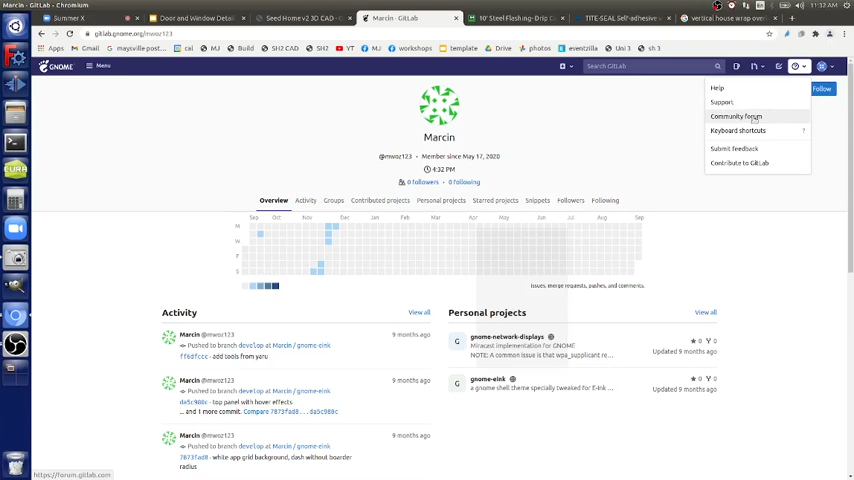 Marcin · GitLab - Chromium
11:32 AM
Summer X
Door and Window Detail
Seed Home v2 3D CAD - C
Marcin · GitLab
10' Steel Flashing- Drip C
TITE-SEAL Self-adhesive w
vertical house wrap over
gitlab.gnome.org/mwoz123
Apps
Gmail
maysville post...
cal
MJ
Build
SH2 CAD
SH2
YT
MJ
workshops
template
Drive
photos
eventzilla
Uni 3
sh 3
GNOME
Menu
Search GitLab
Help
Support
Community forum
Keyboard shortcuts ?
Submit feedback
Contribute to GitLab
Follow
Marcin
@mwoz123 · Member since May 17, 2020
4:32 PM
0 followers · 0 following
Overview Activity Groups Contributed projects Personal projects Starred projects Snippets Followers Following
Sep Oct Nov Dec Jan Feb Mar Apr May Jun Jul Aug Sep
M
W
F
S
Issues, merge requests, pushes, and comments.
Activity
View all
Marcin @mwoz123 9 months ago
Pushed to branch develop at Marcin / gnome-eink
ff6dfccc · add tools from yaru
Marcin @mwoz123 9 months ago
Pushed to branch develop at Marcin / gnome-eink
da5c980c · top panel with hover effects
... and 1 more commit. Compare 7873fad8...da5c980c
Marcin @mwoz123 9 months ago
Pushed to branch develop at Marcin / gnome-eink
7873fad8 · white app grid background, dash without boarder
radius
Personal projects
View all
G
gnome-network-displays
Miracast implementation for GNOME
NOTE: A common issue is that wpa_supplicant re...
0 0
Updated 9 months ago
G
gnome-eink
a gnome shell theme specially tweaked for E-Ink ...
0 0
Updated 9 months ago
https://forum.gitlab.com